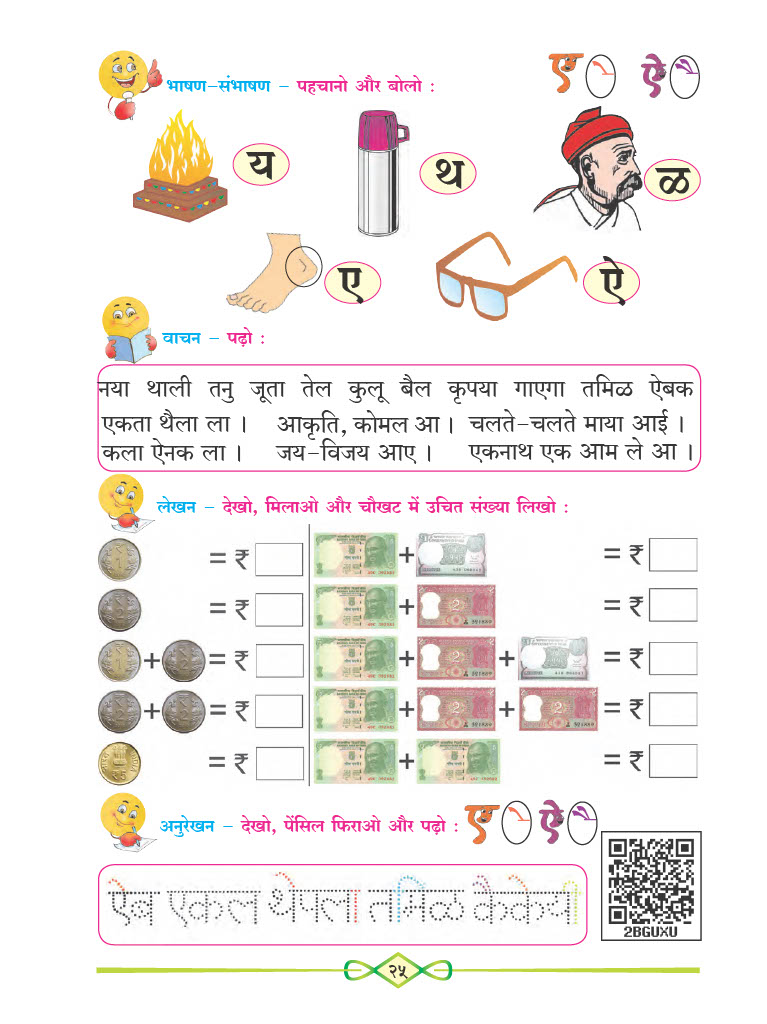 ए ऐ
भाषण-संभाषण - पहचानो और बोलो :
य थ ळ
ए ऐ
वाचन - पढ़ो :
नया थाली तनु जूता तेल कुलू बैल कृपया गाएगा तमिळ ऐबक
एकता थैला ला । आकृति, कोमल आ । चलते-चलते माया आई ।
कला ऐनक ला । जय-विजय आए । एकनाथ एक आम ले आ ।
लेखन - देखो, मिलाओ और चौखट में उचित संख्या लिखो :
= ₹ + = ₹
= ₹ + = ₹
+ = ₹ + + = ₹
+ = ₹ + + = ₹
= ₹ + = ₹
अनुरेखन - देखो, पेंसिल फिराओ और पढ़ो : ए ऐ
ऐब एकल थेपला तमिळ कैकेयी
2BGUXU
२५